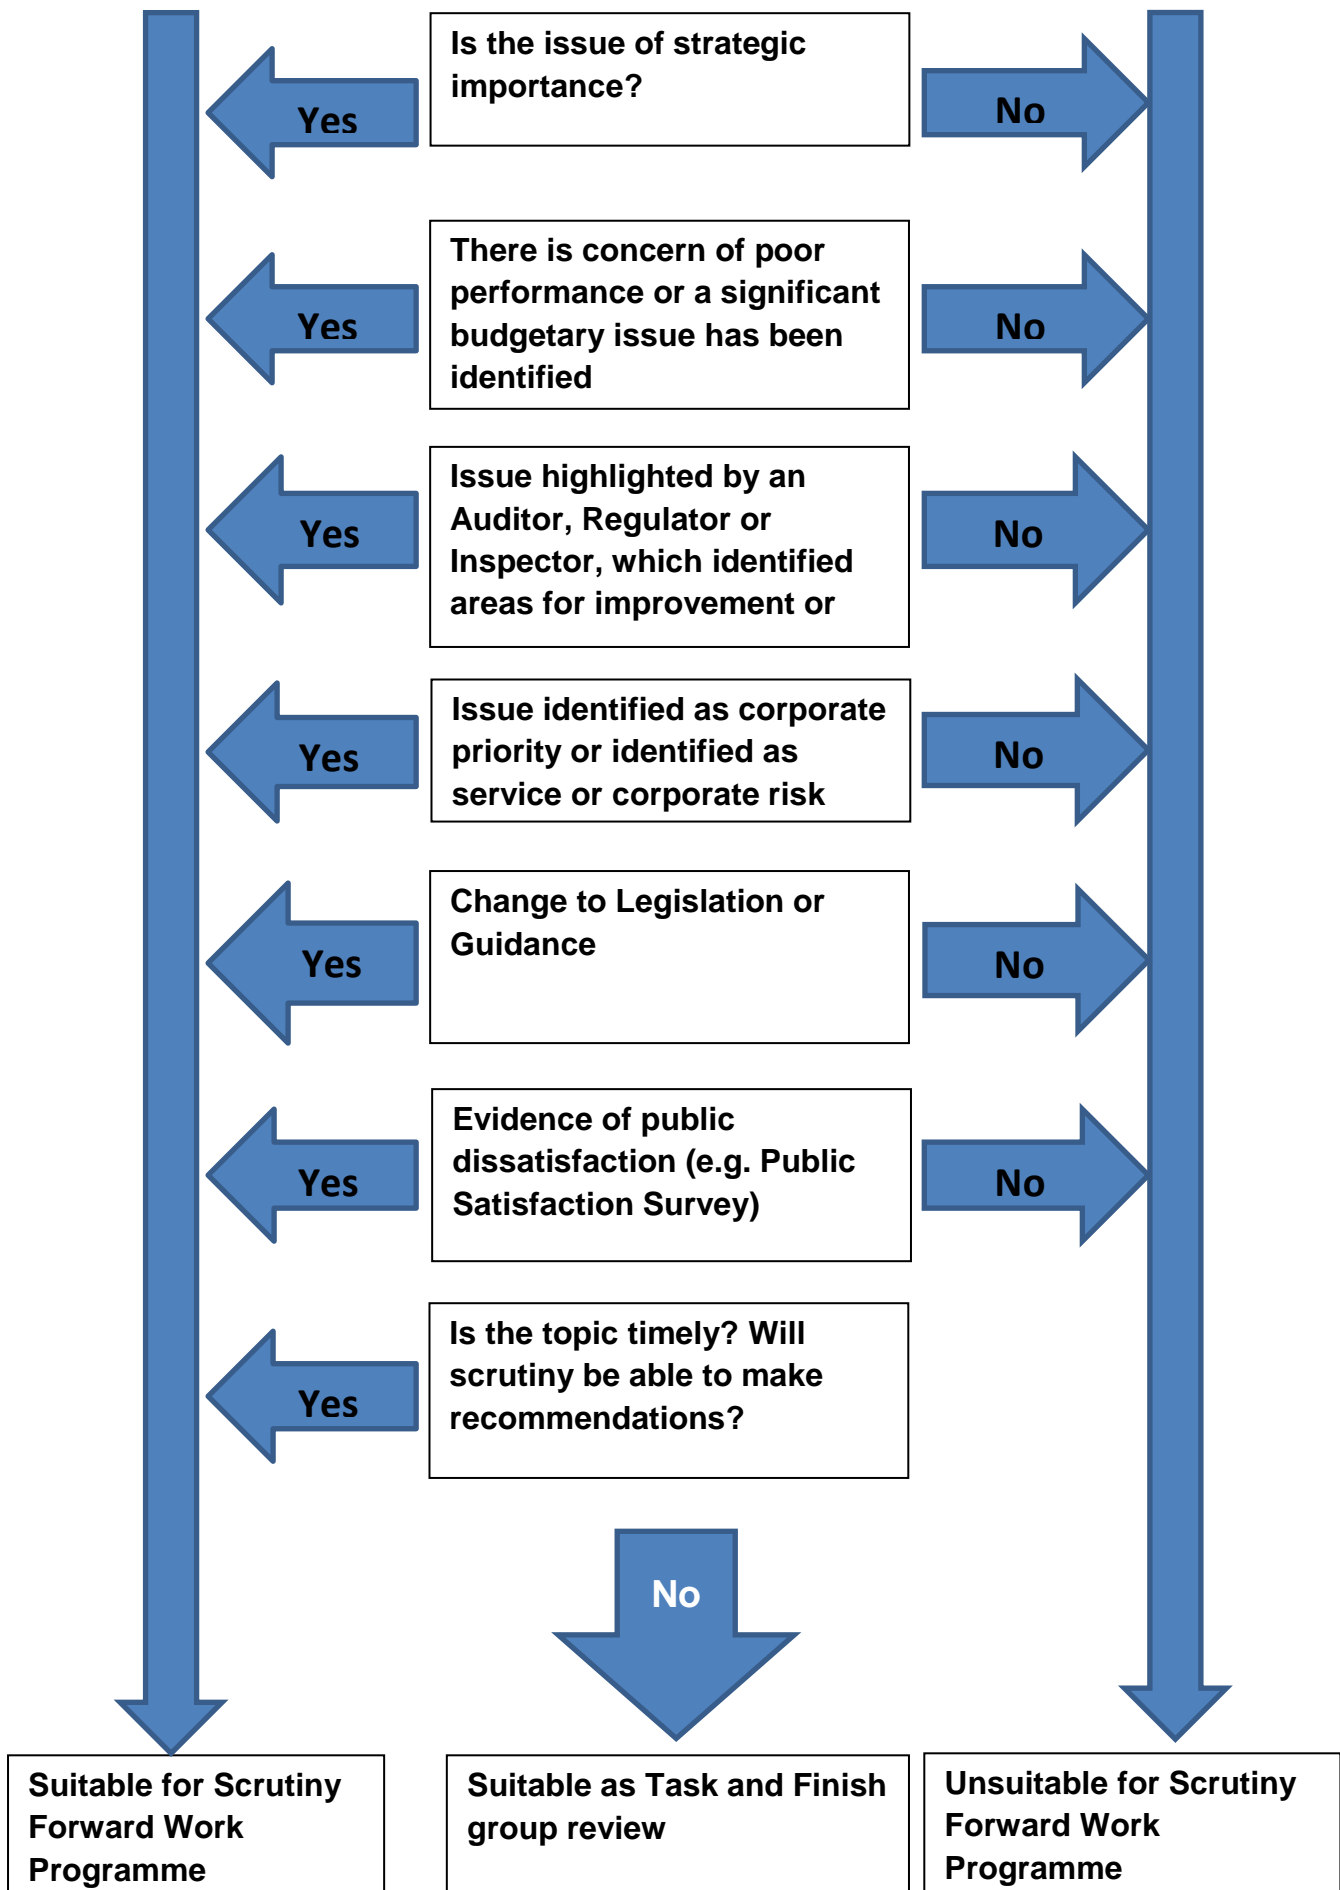 Is the issue of strategic
importance?
Yes
No
There is concern of poor
performance or a significant
budgetary issue has been
identified
Yes
No
Issue highlighted by an
Auditor, Regulator or
Inspector, which identified
areas for improvement or
Yes
No
Issue identified as corporate
priority or identified as
service or corporate risk
Yes
No
Change to Legislation or
Guidance
Yes
No
Evidence of public
dissatisfaction (e.g. Public
Satisfaction Survey)
Yes
No
Is the topic timely? Will
scrutiny be able to make
recommendations?
Yes
No
Suitable for Scrutiny
Forward Work
Programme
Suitable as Task and Finish
group review
Unsuitable for Scrutiny
Forward Work
Programme